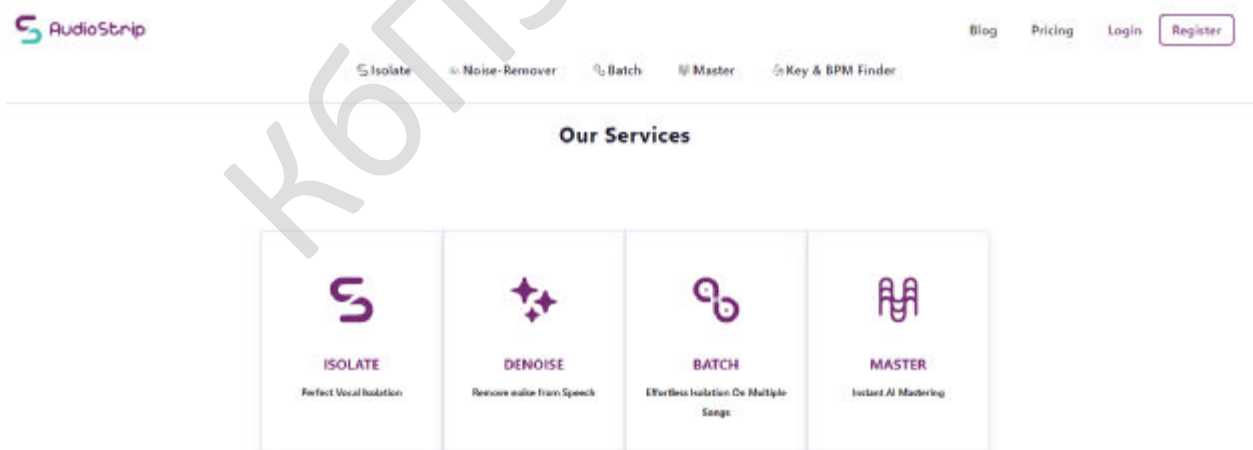 AudioStrip
Blog Pricing Login Register
Isolate Noise-Remover Batch Master Key & BPM Finder
Our Services
ISOLATE DENOISE BATCH MASTER
Perfect Vocal Isolation Remove noise from Speech Effortless Isolation On Multiple Songs Instant AI Mastering
КбПЗ